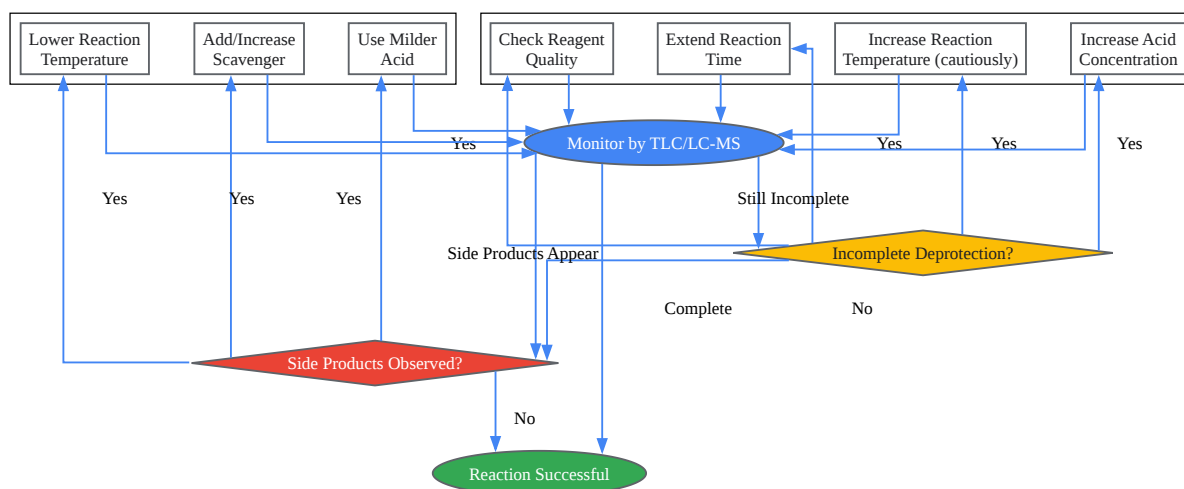 Lower Reaction
Temperature
Add/Increase
Scavenger
Use Milder
Acid
Check Reagent
Quality
Extend Reaction
Time
Increase Reaction
Temperature (cautiously)
Increase Acid
Concentration
Yes
Monitor by TLC/LC-MS
Yes
Yes
Yes
Yes
Yes
Yes
Still Incomplete
Side Products Appear
Incomplete Deprotection?
Complete
No
Side Products Observed?
No
Reaction Successful